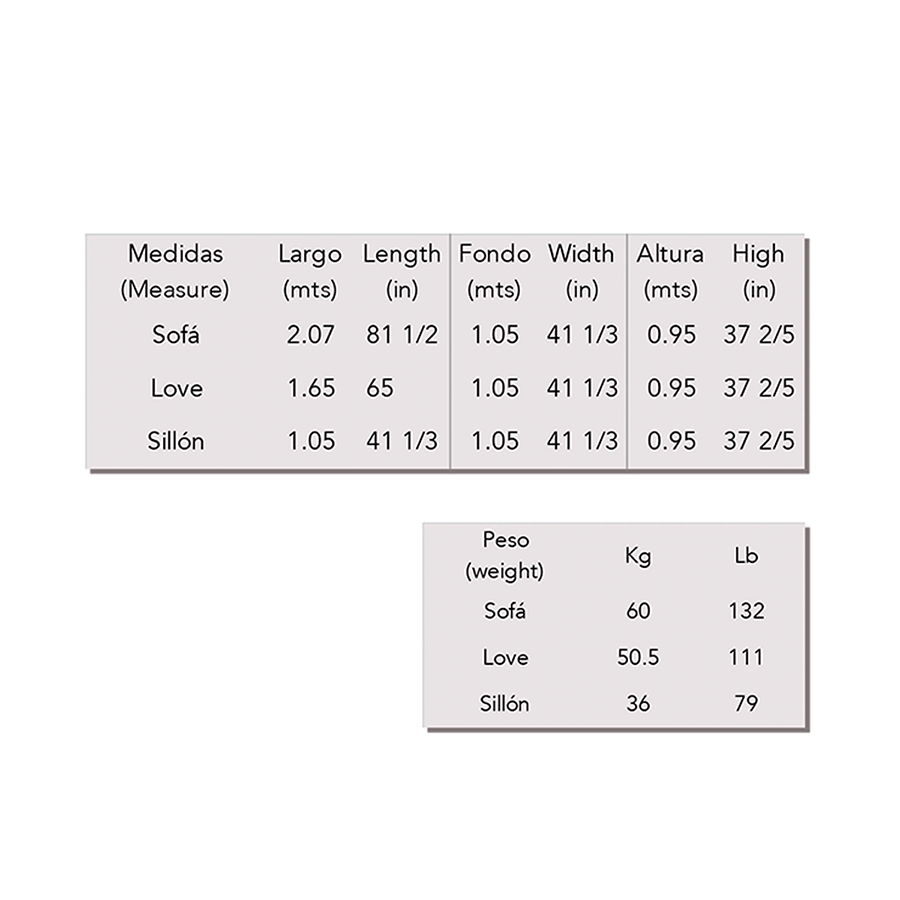 Medidas Largo Length Fondo Width Altura High
(Measure) (mts) (in) (mts) (in) (mts) (in)
Sofá 2.07 81 1/2 1.05 41 1/3 0.95 37 2/5
Love 1.65 65 1.05 41 1/3 0.95 37 2/5
Sillón 1.05 41 1/3 1.05 41 1/3 0.95 37 2/5
Peso
(weight) Kg Lb
Sofá 60 132
Love 50.5 111
Sillón 36 79